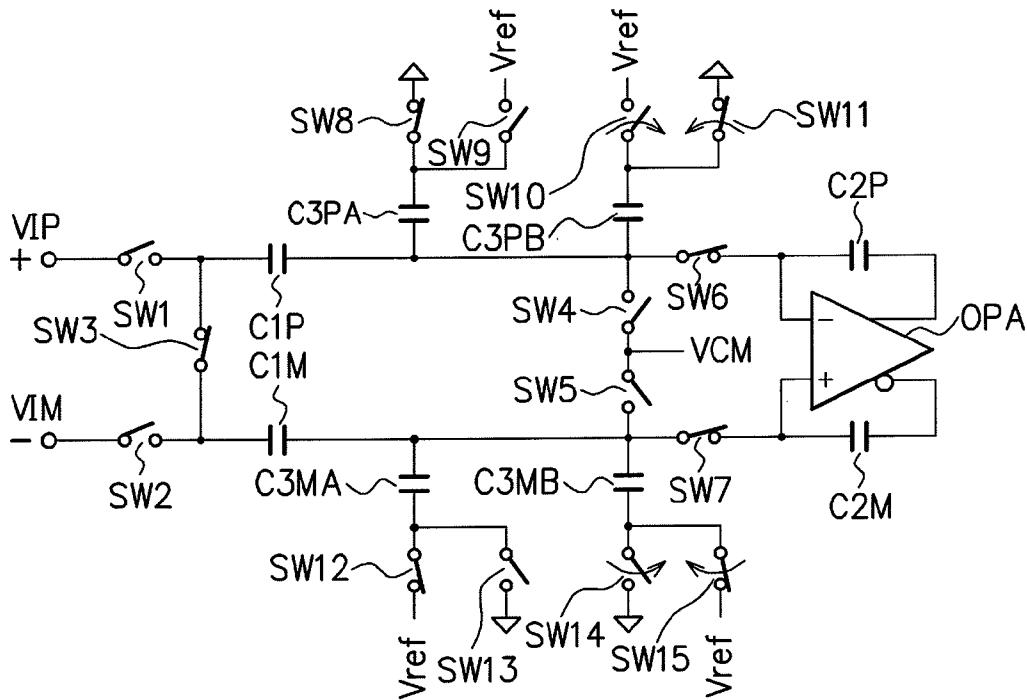 Vref
Vref
SW8
SW9
SW10
SW11
C3PA
C3PB
C2P
VIP
+
SW1
SW6
SW3
C1P
SW4
−
OPA
C1M
VCM
VIM
SW5
+
−
SW2
C3MA
C3MB
SW7
C2M
SW12
SW13
SW14
SW15
Vref
Vref